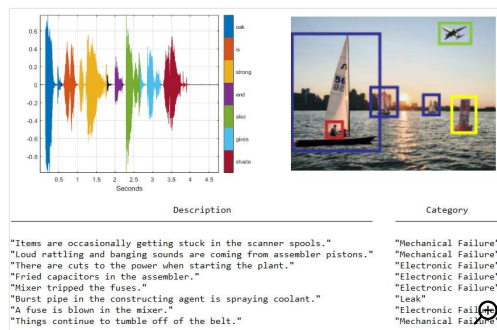 0.6
0.4
0.2
0
-0.2
-0.4
-0.6
-0.8
0.5 1 1.5 2 2.5 3 3.5 4 4.5
Seconds
oak
is
strong
and
also
gives
shade
56
Description Category
"Items are occasionally getting stuck in the scanner spools." "Mechanical Failure"
"Loud rattling and banging sounds are coming from assembler pistons." "Mechanical Failure"
"There are cuts to the power when starting the plant." "Electronic Failure"
"Fried capacitors in the assembler." "Electronic Failure"
"Mixer tripped the fuses." "Electronic Failure"
"Burst pipe in the constructing agent is spraying coolant." "Leak"
"A fuse is blown in the mixer." "Electronic
"Things continue to tumble off of the belt." "Mechanical